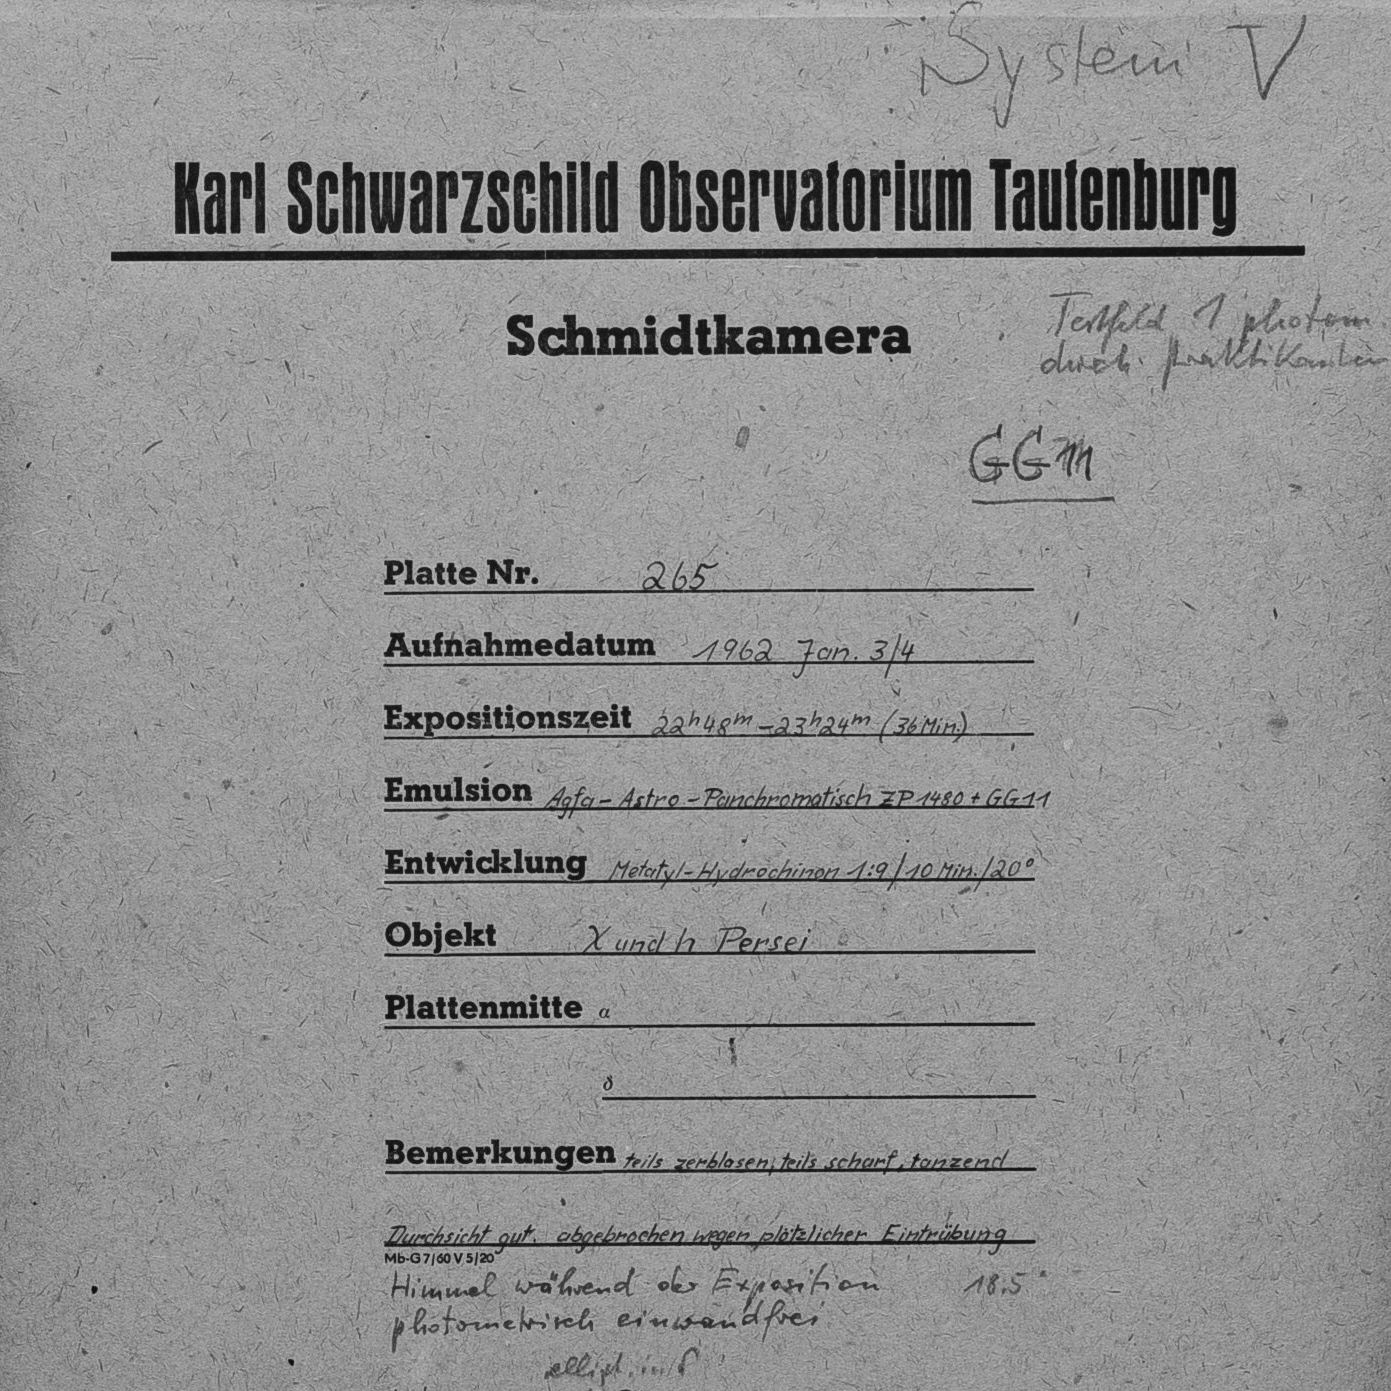 System V
Karl Schwarzschild Observatorium Tautenburg
Schmidtkamera
Testfeld 1 photom.
durch Praktikanten
GG11
Platte Nr. 265
Aufnahmedatum 1962 Jan. 3/4
Expositionszeit 22h48m – 23h24m (36 Min.)
Emulsion Agfa - Astro - Panchromatisch ZP 1480 + GG11
Entwicklung Metatyl-Hydrochinon 1:9/10 Min./20°
Objekt χ und h Persei
Plattenmitte α
δ
Bemerkungen teils zerblasen, teils scharf, tanzend
Durchsicht gut. abgebrochen wegen plötzlicher Eintrübung
Mb-G 7/60 V 5/20
Himmel während der Exposition 18.5
photometrisch einwandfrei
ellipt. in δ